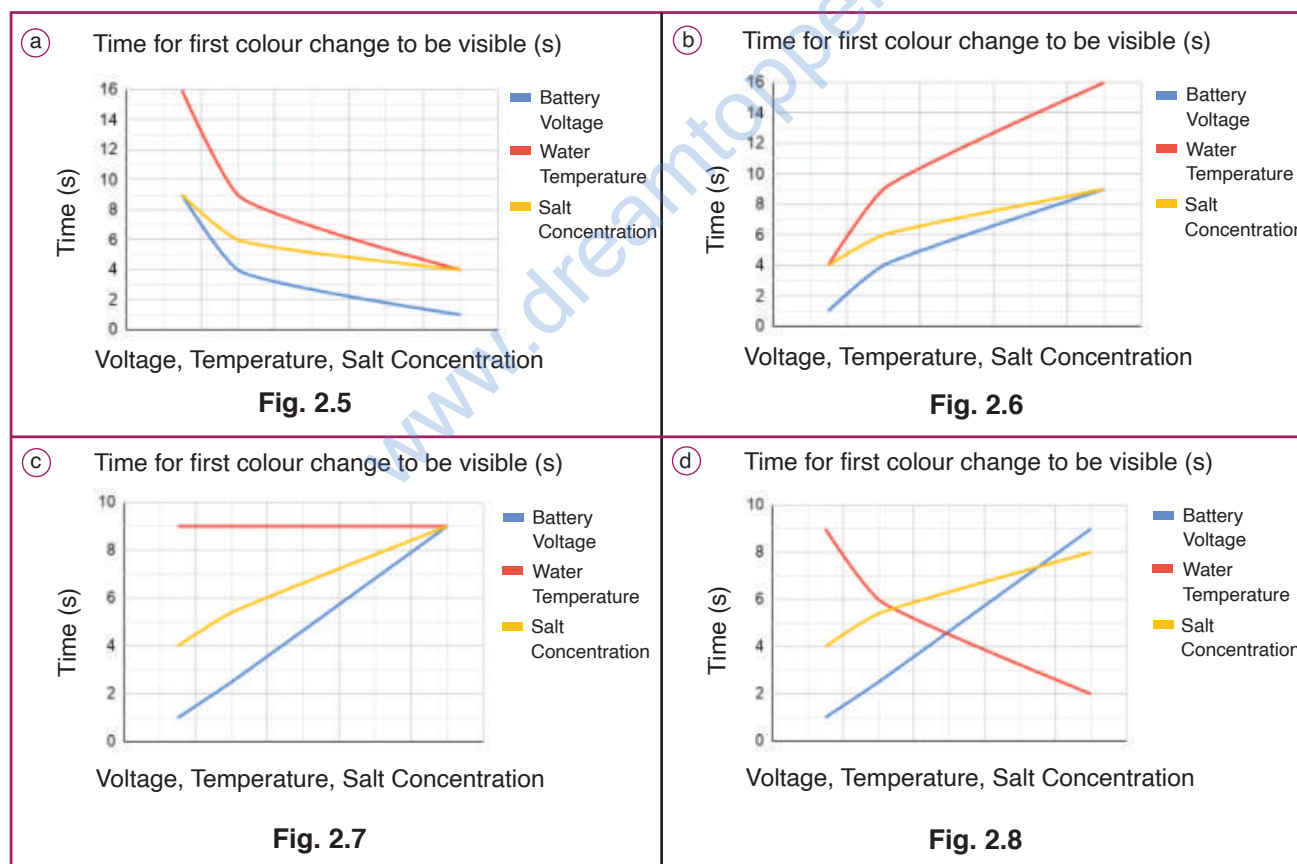 a Time for first colour change to be visible (s)
16
14
12
10
8
6
4
2
0
Time (s)
Battery
Voltage
Water
Temperature
Salt
Concentration
Voltage, Temperature, Salt Concentration
Fig. 2.5
b Time for first colour change to be visible (s)
16
14
12
10
8
6
4
2
0
Time (s)
Battery
Voltage
Water
Temperature
Salt
Concentration
Voltage, Temperature, Salt Concentration
Fig. 2.6
c Time for first colour change to be visible (s)
10
8
6
4
2
0
Time (s)
Battery
Voltage
Water
Temperature
Salt
Concentration
Voltage, Temperature, Salt Concentration
Fig. 2.7
d Time for first colour change to be visible (s)
10
8
6
4
2
0
Time (s)
Battery
Voltage
Water
Temperature
Salt
Concentration
Voltage, Temperature, Salt Concentration
Fig. 2.8
www.dreamtopper